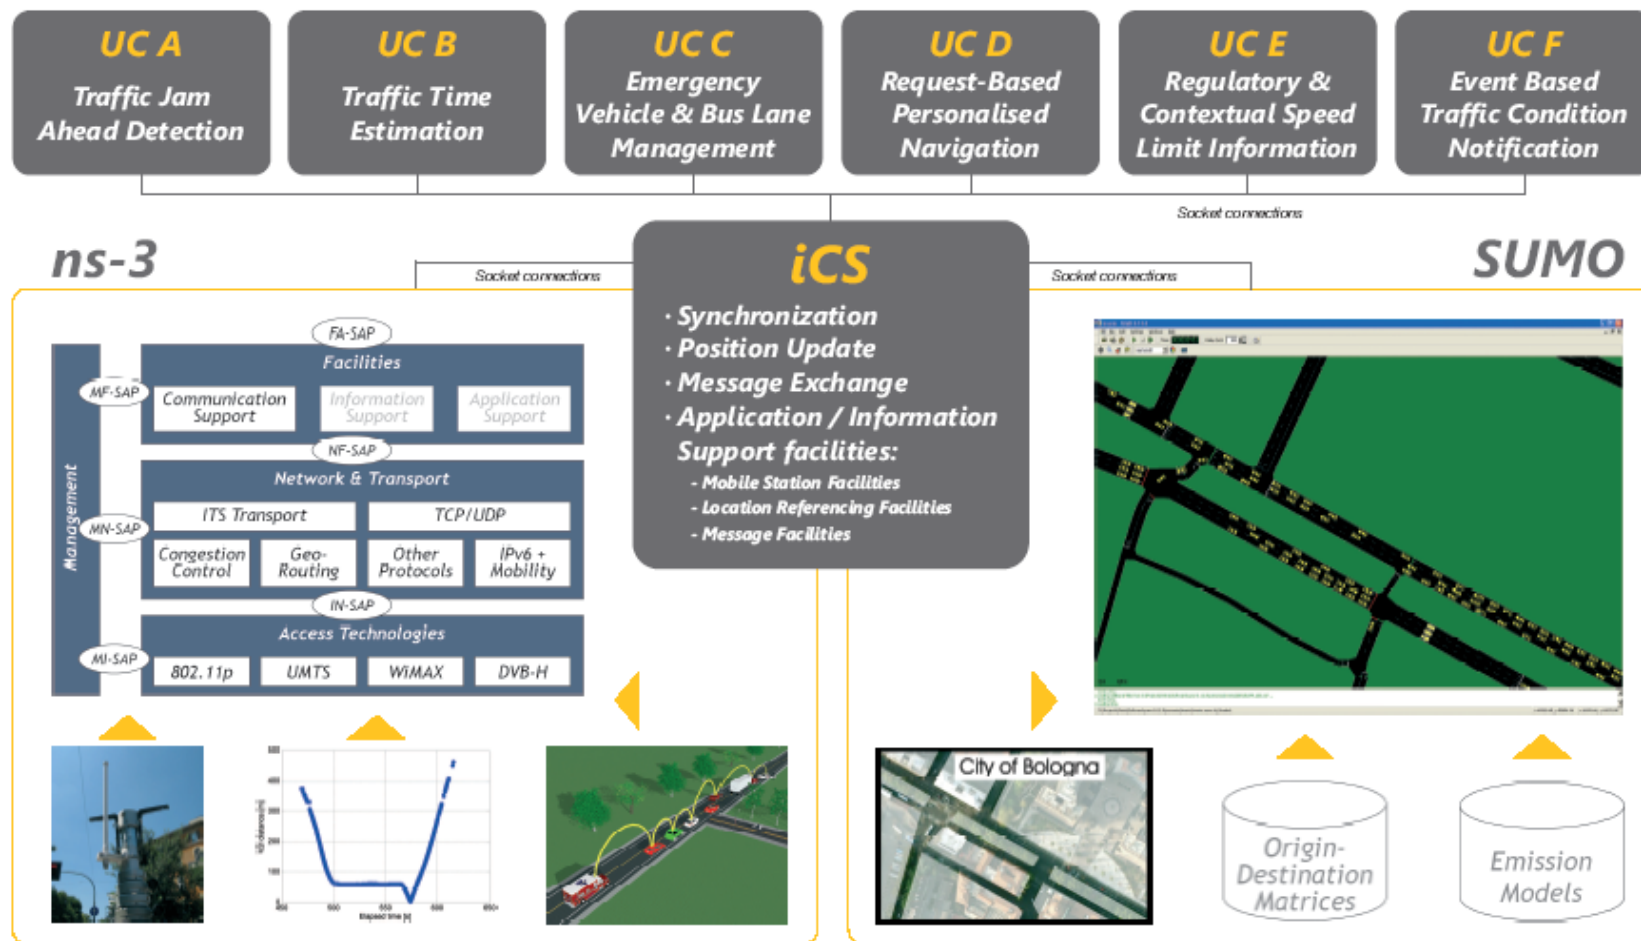 UC A
Traffic Jam
Ahead Detection
UC B
Traffic Time
Estimation
UC C
Emergency
Vehicle & Bus Lane
Management
UC D
Request-Based
Personalised
Navigation
UC E
Regulatory &
Contextual Speed
Limit Information
UC F
Event Based
Traffic Condition
Notification
Socket connections
ns-3
Socket connections
iCS
· Synchronization
· Position Update
· Message Exchange
· Application / Information
Support facilities:
- Mobile Station Facilities
- Location Referencing Facilities
- Message Facilities
Socket connections
SUMO
Management
FA-SAP
Facilities
MF-SAP
Communication
Support
Information
Support
Application
Support
NF-SAP
Network & Transport
MN-SAP
ITS Transport
TCP/UDP
Congestion
Control
Geo-
Routing
Other
Protocols
IPv6 +
Mobility
IN-SAP
Access Technologies
MI-SAP
802.11p
UMTS
WiMAX
DVB-H
Elapsed time [s]
City of Bologna
Origin-
Destination
Matrices
Emission
Models